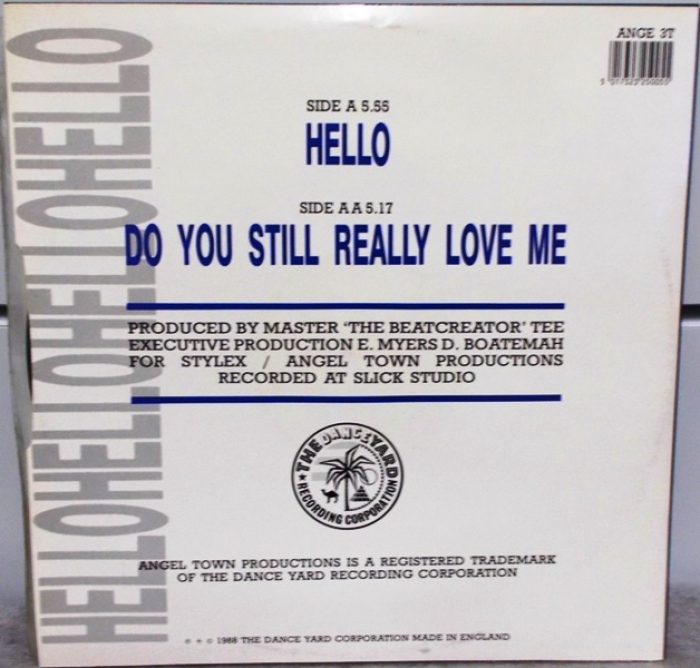 ANGE 3T
HELLOHELLOHELLOHELLO
SIDE A 5.55
HELLO
SIDE AA 5.17
DO YOU STILL REALLY LOVE ME
PRODUCED BY MASTER 'THE BEATCREATOR' TEE
EXECUTIVE PRODUCTION E. MYERS D. BOATEMAH
FOR STYLEX / ANGEL TOWN PRODUCTIONS
RECORDED AT SLICK STUDIO
THE DANCEYARD
RECORDING CORPORATION
ANGEL TOWN PRODUCTIONS IS A REGISTERED TRADEMARK
OF THE DANCE YARD RECORDING CORPORATION
1988 THE DANCE YARD CORPORATION MADE IN ENGLAND